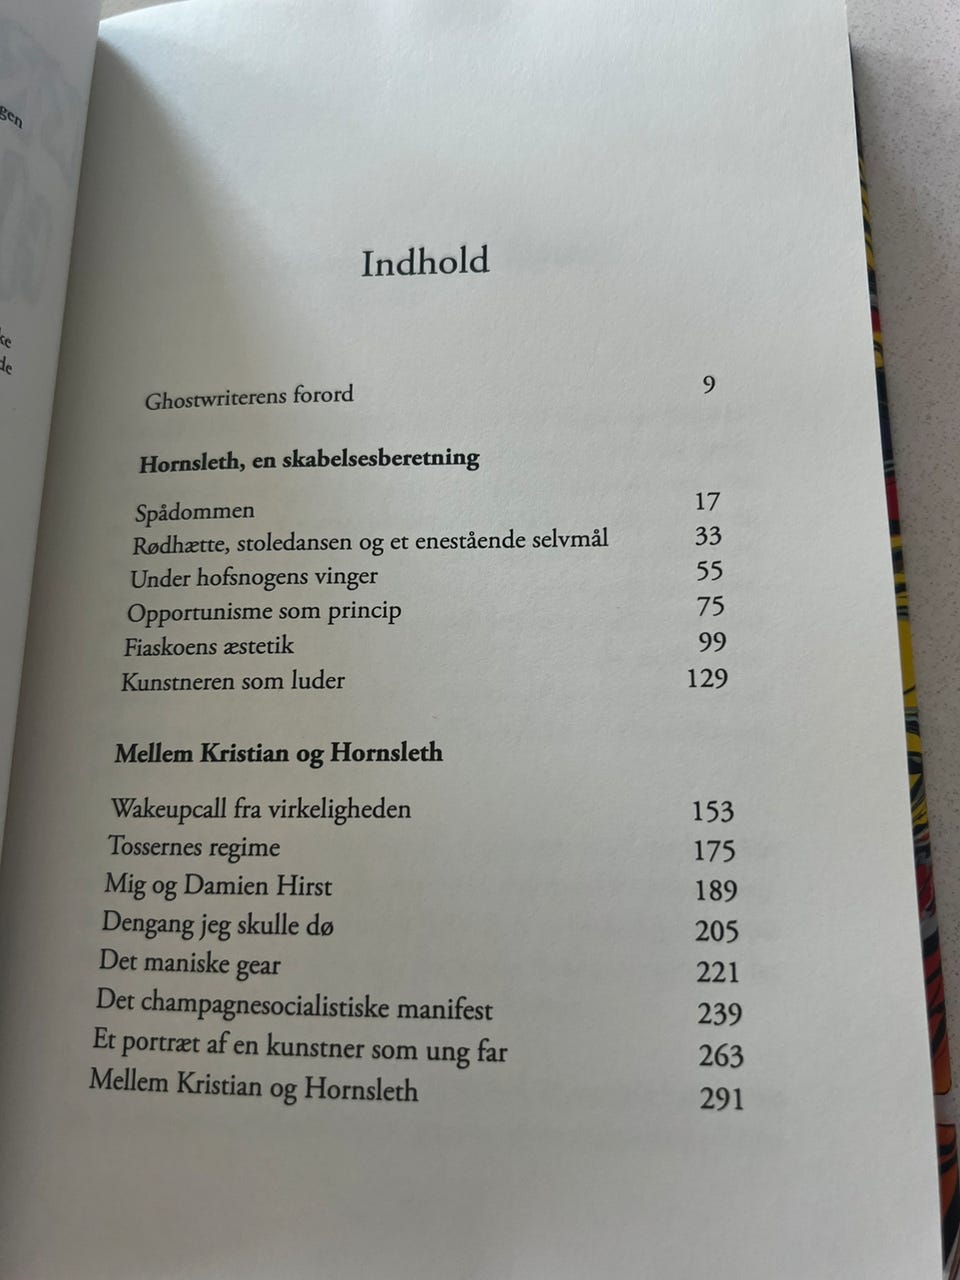 gen
ke
de
Indhold
Ghostwriterens forord 9
Hornsleth, en skabelsesberetning
Spådommen 17
Rødhætte, stoledansen og et enestående selvmål 33
Under hofsnogens vinger 55
Opportunisme som princip 75
Fiaskoens æstetik 99
Kunstneren som luder 129
Mellem Kristian og Hornsleth
Wakeupcall fra virkeligheden 153
Tossernes regime 175
Mig og Damien Hirst 189
Dengang jeg skulle dø 205
Det maniske gear 221
Det champagnesocialistiske manifest 239
Et portræt af en kunstner som ung far 263
Mellem Kristian og Hornsleth 291